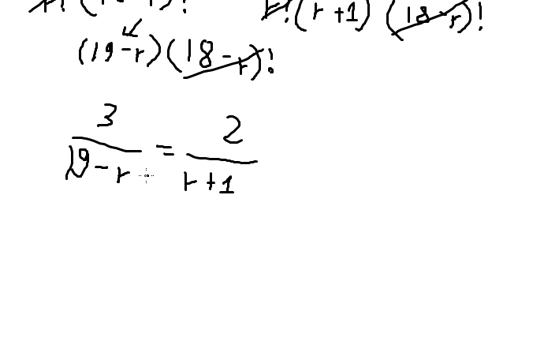 r!(r+1)(18-r)!
(19-r)(18-r)!
3/(19-r) = 2/(r+1)